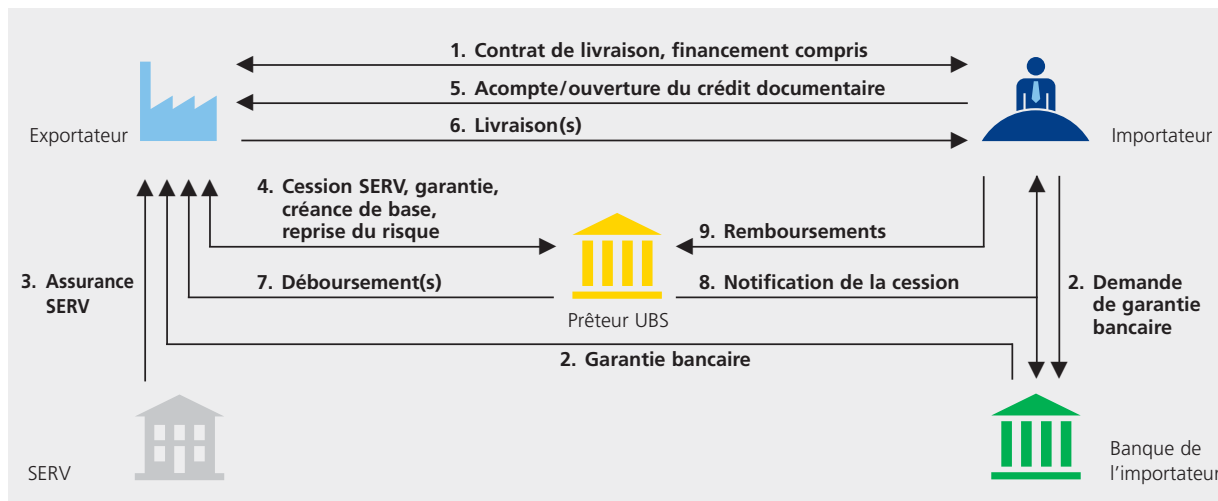 1. Contrat de livraison, financement compris
5. Acompte/ouverture du crédit documentaire
6. Livraison(s)
Exportateur
Importateur
4. Cession SERV, garantie,
créance de base,
reprise du risque
9. Remboursements
3. Assurance
SERV
7. Déboursement(s)
8. Notification de la cession
2. Demande
de garantie
bancaire
Prêteur UBS
2. Garantie bancaire
SERV
Banque de
l’importateur